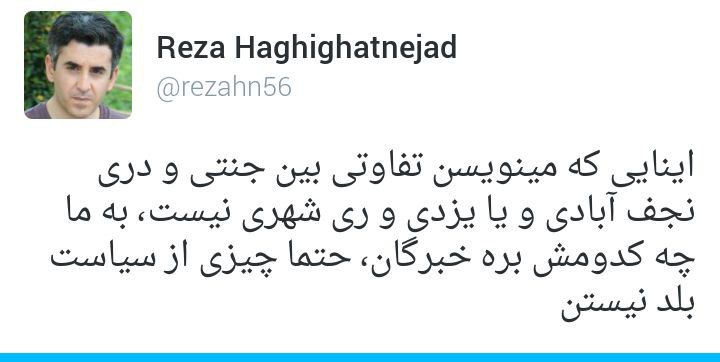 Reza Haghighatnejad
@rezahn56
اینایی که مینویسن تفاوتی بین جنتی و دری
نجف آبادی و یا یزدی و ری شهری نیست، به ما
چه کدومش بره خبرگان، حتما چیزی از سیاست
بلد نیستن